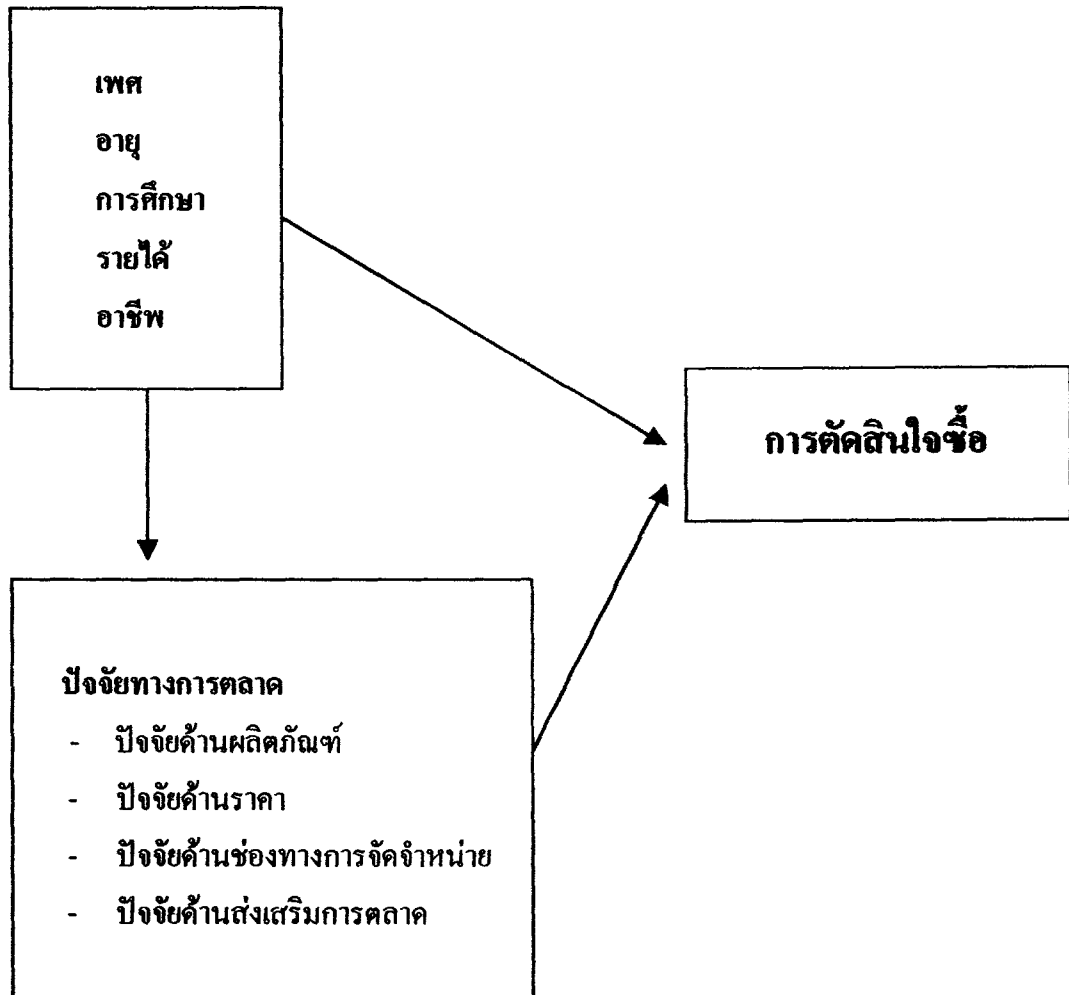 เพศ
อายุ
การศึกษา
รายได้
อาชีพ
การตัดสินใจซื้อ
ปัจจัยทางการตลาด
- ปัจจัยด้านผลิตภัณฑ์
- ปัจจัยด้านราคา
- ปัจจัยด้านช่องทางการจัดจำหน่าย
- ปัจจัยด้านส่งเสริมการตลาด